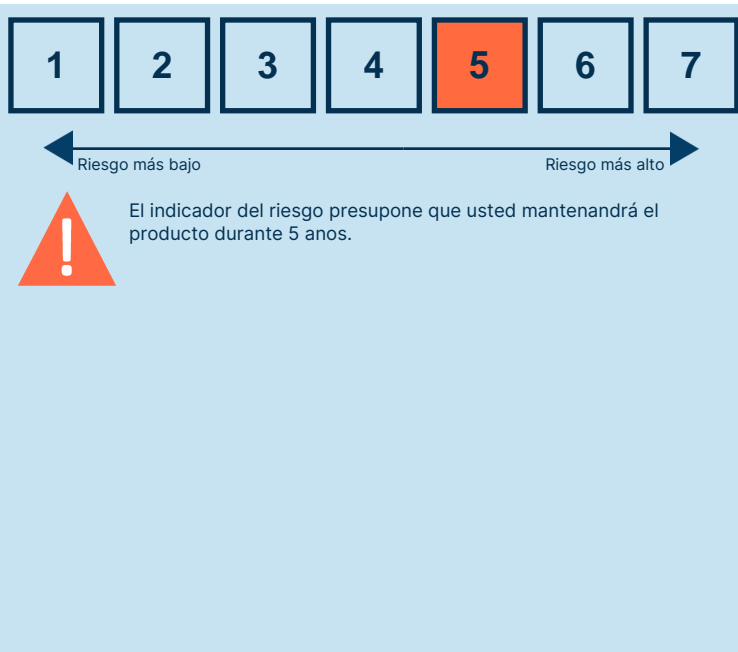 1 2 3 4 5 6 7
Riesgo más bajo Riesgo más alto
!
El indicador del riesgo presupone que usted mantenandrá el
producto durante 5 anos.